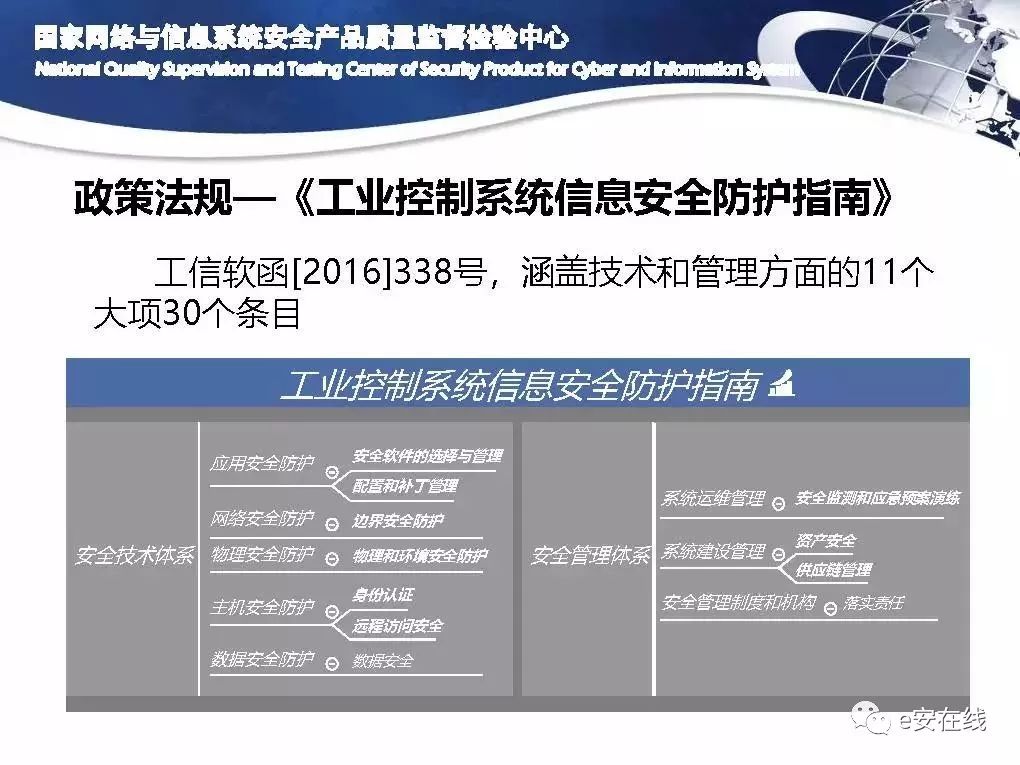 国家网络与信息系统安全产品质量监督检验中心
National Quality Supervision and Testing Center of Security Product for Cyber and Information System
政策法规—《工业控制系统信息安全防护指南》
工信软函[2016]338号，涵盖技术和管理方面的11个
大项30个条目
工业控制系统信息安全防护指南
安全技术体系
应用安全防护
安全软件的选择与管理
配置和补丁管理
网络安全防护
边界安全防护
物理安全防护
物理和环境安全防护
主机安全防护
身份认证
远程访问安全
数据安全防护
数据安全
安全管理体系
系统运维管理
安全监测和应急预案演练
系统建设管理
资产安全
供应链管理
安全管理制度和机构
落实责任
e安在线